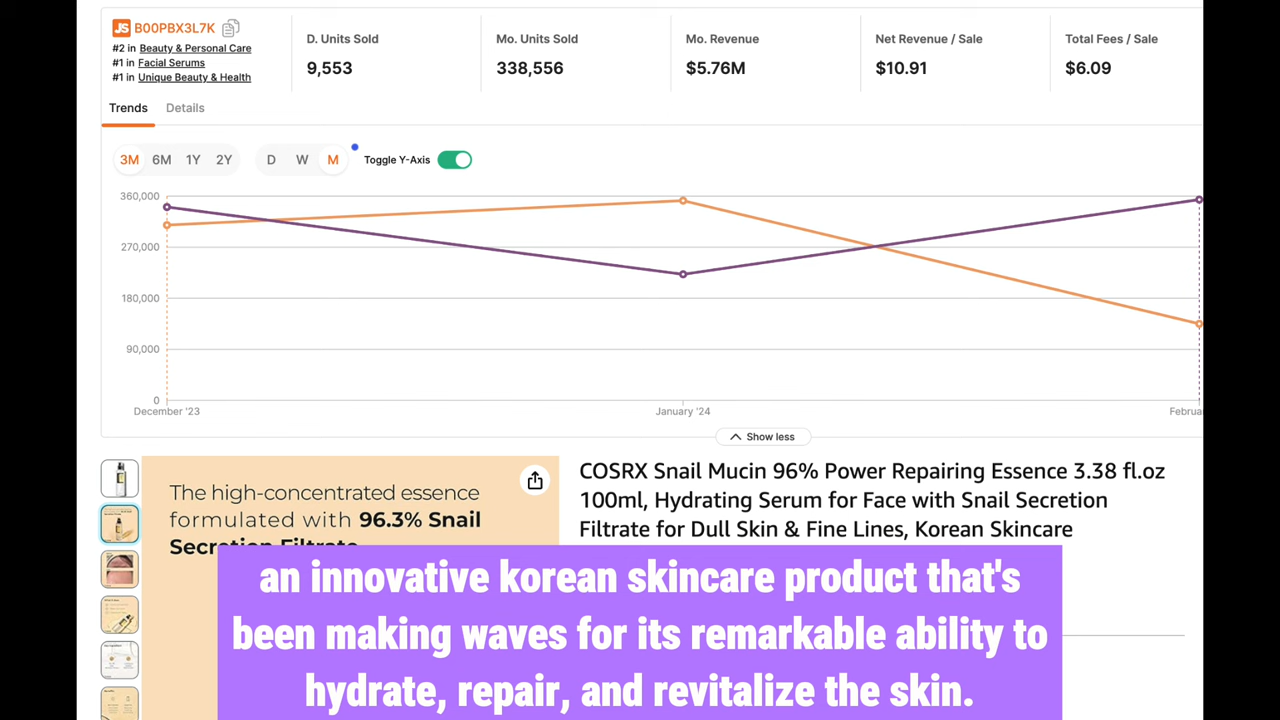 JS B00PBX3L7K
#2 in Beauty & Personal Care
#1 in Facial Serums
#1 in Unique Beauty & Health
D. Units Sold
9,553
Mo. Units Sold
338,556
Mo. Revenue
$5.76M
Net Revenue / Sale
$10.91
Total Fees / Sale
$6.09
Trends Details
3M 6M 1Y 2Y D W M Toggle Y-Axis
360,000
270,000
180,000
90,000
0
December '23 January '24 Februa
Show less
The high-concentrated essence
formulated with 96.3% Snail
Secretion Filtrate
COSRX Snail Mucin 96% Power Repairing Essence 3.38 fl.oz
100ml, Hydrating Serum for Face with Snail Secretion
Filtrate for Dull Skin & Fine Lines, Korean Skincare
an innovative korean skincare product that's
been making waves for its remarkable ability to
hydrate, repair, and revitalize the skin.